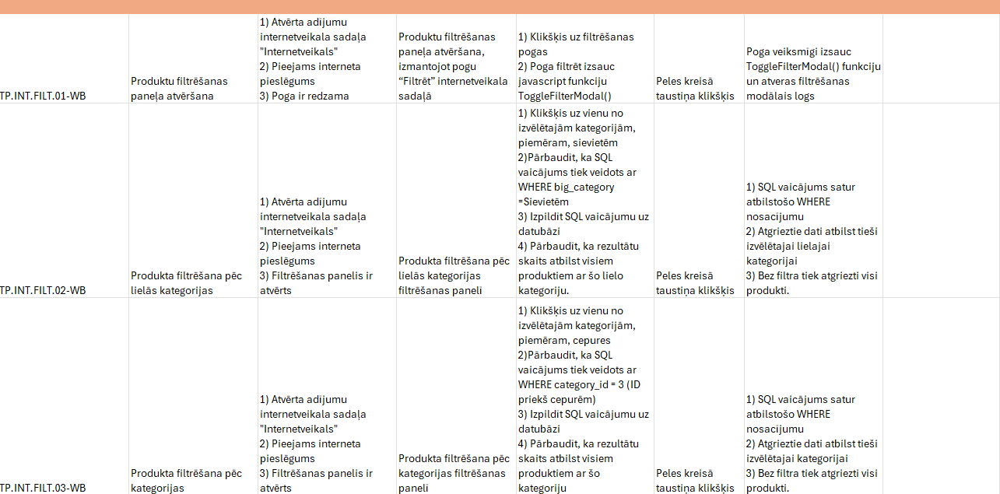 TP.INT.FILT.01-WB
Produktu filtrēšanas
paneļa atvēršana
1) Atvērta adījumu
internetveikala sadaļa
"Internetveikals"
2) Pieejams interneta
pieslēgums
3) Poga ir redzama
Produktu filtrēšanas
paneļa atvēršana,
izmantojot pogu
“Filtrēt” internetveikala
sadaļā
1) Klikšķis uz filtrēšanas
pogas
2) Poga filtrēt izsauc
javascript funkciju
ToggleFilterModal()
Peles kreisā
taustiņa klikšķis
Poga veiksmīgi izsauc
ToggleFilterModal() funkciju
un atveras filtrēšanas
modālais logs
TP.INT.FILT.02-WB
Produkta filtrēšana pēc
lielās kategorijas
1) Atvērta adījumu
internetveikala sadaļa
"Internetveikals"
2) Pieejams interneta
pieslēgums
3) Filtrēšanas panelis ir
atvērts
Produkta filtrēšana pēc
lielās kategorijas
filtrēšanas panelī
1) Klikšķis uz vienu no
izvēlētajām kategorijām,
piemēram, sievietēm
2)Pārbaudīt, ka SQL
vaicājums tiek veidots ar
WHERE big_category
=Sievietēm
3) Izpildīt SQL vaicājumu uz
datubāzi
4) Pārbaudīt, ka rezultātu
skaits atbilst visiem
produktiem ar šo lielo
kategoriju.
Peles kreisā
taustiņa klikšķis
1) SQL vaicājums satur
atbilstošo WHERE
nosacījumu
2) Atgrieztie dati atbilst tieši
izvēlētajai lielajai
kategorijai
3) Bez filtra tiek atgriezti visi
produkti.
TP.INT.FILT.03-WB
Produkta filtrēšana pēc
kategorijas
1) Atvērta adījumu
internetveikala sadaļa
"Internetveikals"
2) Pieejams interneta
pieslēgums
3) Filtrēšanas panelis ir
atvērts
Produkta filtrēšana pēc
kategorijas filtrēšanas
panelī
1) Klikšķis uz vienu no
izvēlētajām kategorijām,
piemēram, cepures
2)Pārbaudīt, ka SQL
vaicājums tiek veidots ar
WHERE category_id = 3 (ID
priekš cepurēm)
3) Izpildīt SQL vaicājumu uz
datubāzi
4) Pārbaudīt, ka rezultātu
skaits atbilst visiem
produktiem ar šo
kategoriju
Peles kreisā
taustiņa klikšķis
1) SQL vaicājums satur
atbilstošo WHERE
nosacījumu
2) Atgrieztie dati atbilst tieši
izvēlētajai kategorijai
3) Bez filtra tiek atgriezti visi
produkti.